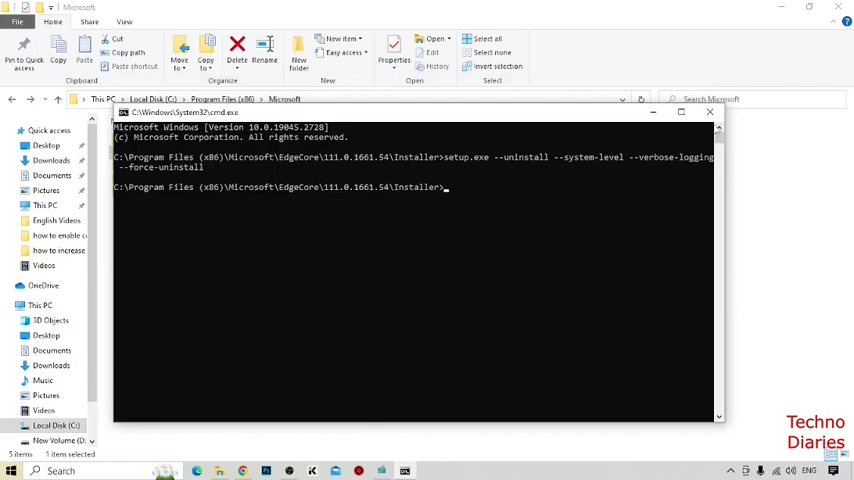 Microsoft
File
Home
Share
View
Pin to Quick access
Copy
Paste
Cut
Copy path
Paste shortcut
Clipboard
Move to
Copy to
Delete
Rename
Organize
New folder
New item
Easy access
New
Properties
Open
Edit
History
Open
Select all
Select none
Invert selection
Select
This PC
Local Disk (C:)
Program Files (x86)
Microsoft
Search Microsoft
Quick access
Desktop
Downloads
Documents
Pictures
This PC
English Videos
how to enable cc
how to increase
Videos
OneDrive
This PC
3D Objects
Desktop
Documents
Downloads
Music
Pictures
Videos
Local Disk (C:)
New Volume (D:
5 items
1 item selected
C:\Windows\System32\cmd.exe
Microsoft Windows [Version 10.0.19045.2728]
(c) Microsoft Corporation. All rights reserved.
C:\Program Files (x86)\Microsoft\EdgeCore\111.0.1661.54\Installer>setup.exe --uninstall --system-level --verbose-logging
--force-uninstall
C:\Program Files (x86)\Microsoft\EdgeCore\111.0.1661.54\Installer>
Techno
Diaries
Search
ENG